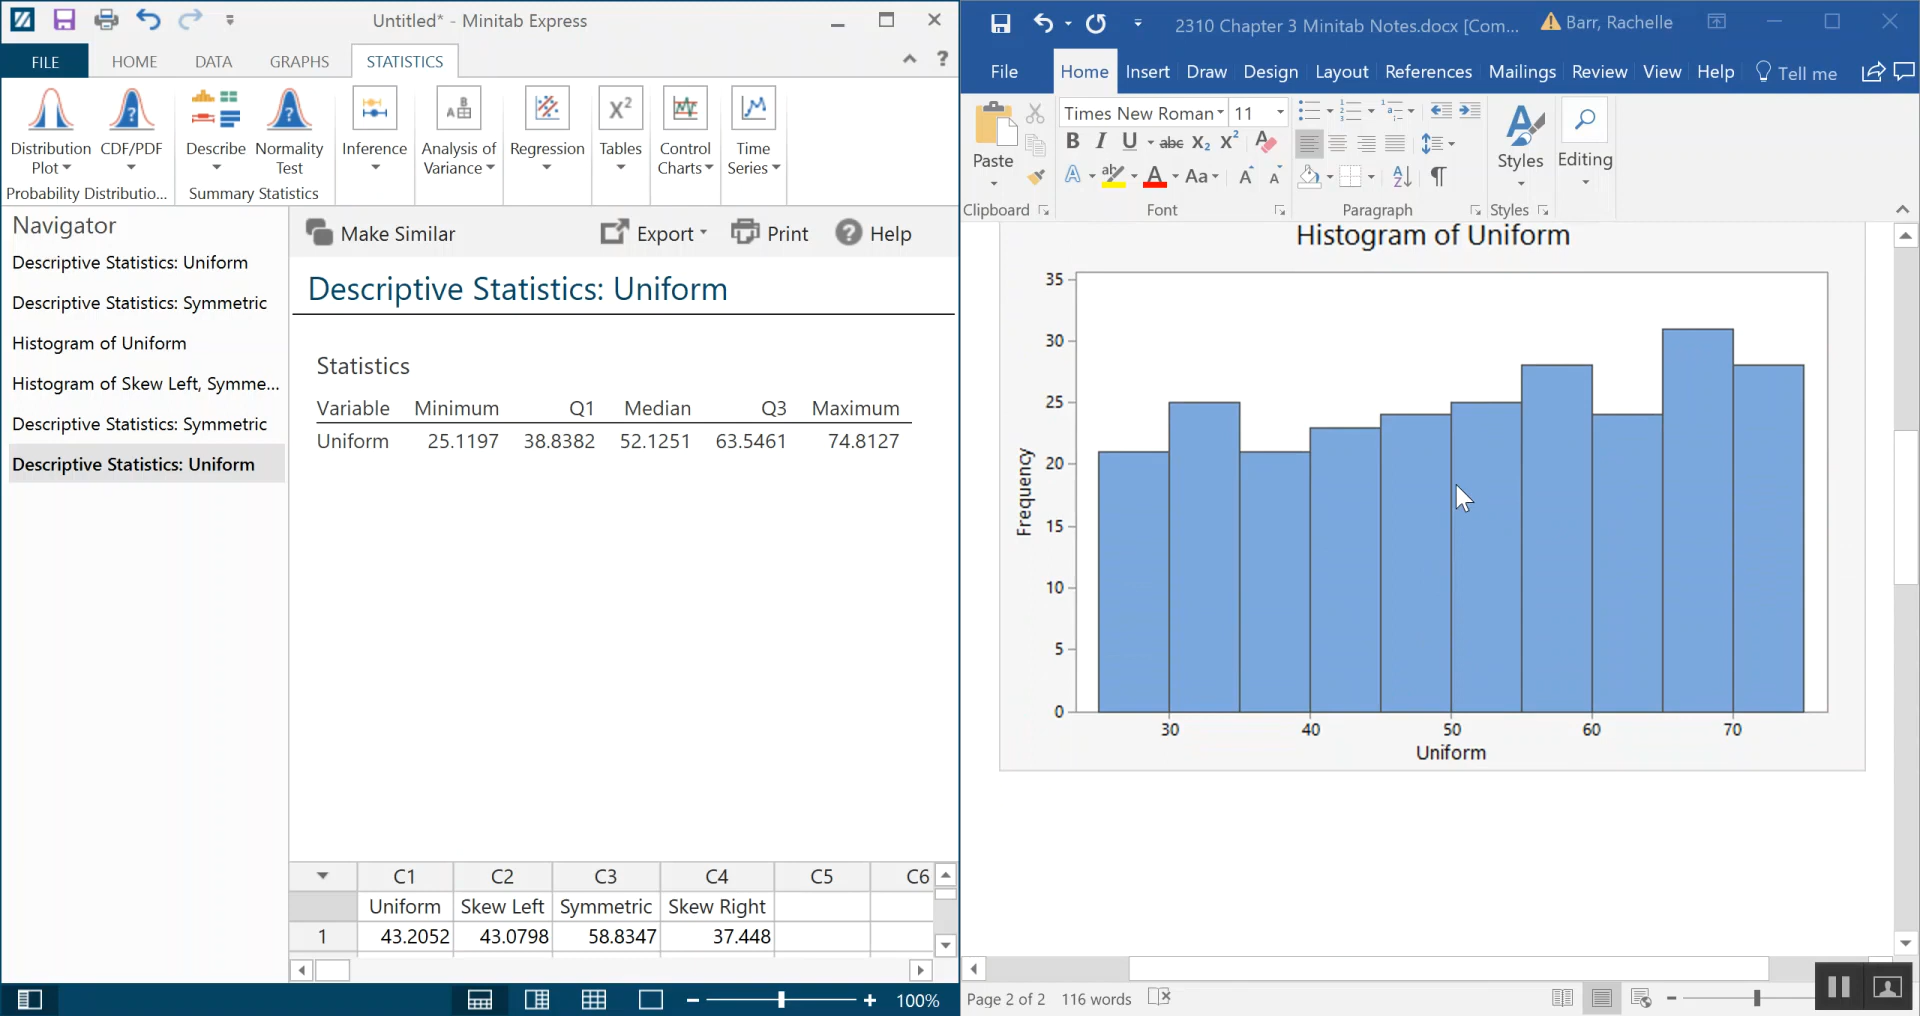 Untitled* - Minitab Express
FILE HOME DATA GRAPHS STATISTICS ?
Distribution Plot
CDF/PDF
Describe
Normality Test
Inference
Analysis of Variance
Regression
Tables
Control Charts
Time Series
Probability Distributio... Summary Statistics
Navigator
Descriptive Statistics: Uniform
Descriptive Statistics: Symmetric
Histogram of Uniform
Histogram of Skew Left, Symme...
Descriptive Statistics: Symmetric
Descriptive Statistics: Uniform
Make Similar Export Print Help
Descriptive Statistics: Uniform
Statistics
Variable Minimum Q1 Median Q3 Maximum
Uniform 25.1197 38.8382 52.1251 63.5461 74.8127
C1 C2 C3 C4 C5 C6
Uniform Skew Left Symmetric Skew Right
1 43.2052 43.0798 58.8347 37.448
100%
2310 Chapter 3 Minitab Notes.docx [Com... Barr, Rachelle
File Home Insert Draw Design Layout References Mailings Review View Help Tell me
Paste
Times New Roman 11
B I U abc X2 X2
A ab A Aa A A
Styles
Editing
Clipboard Font Paragraph Styles
Histogram of Uniform
35
30
25
20
15
10
5
0
Frequency
30 40 50 60 70
Uniform
Page 2 of 2 116 words